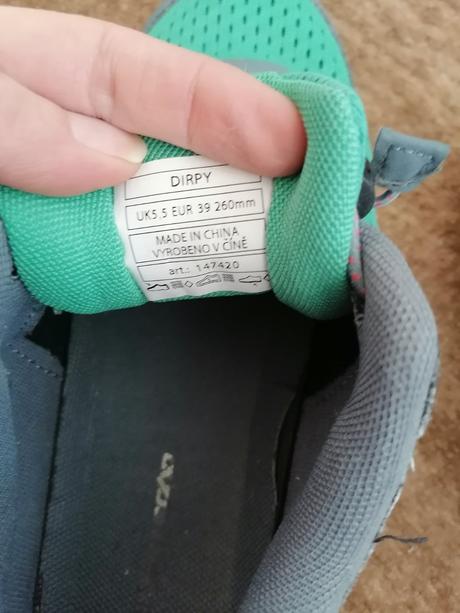 DIRPY
UK5,5 EUR 39 260mm
MADE IN CHINA
VYROBENO V ČÍNĚ
art.: 147420